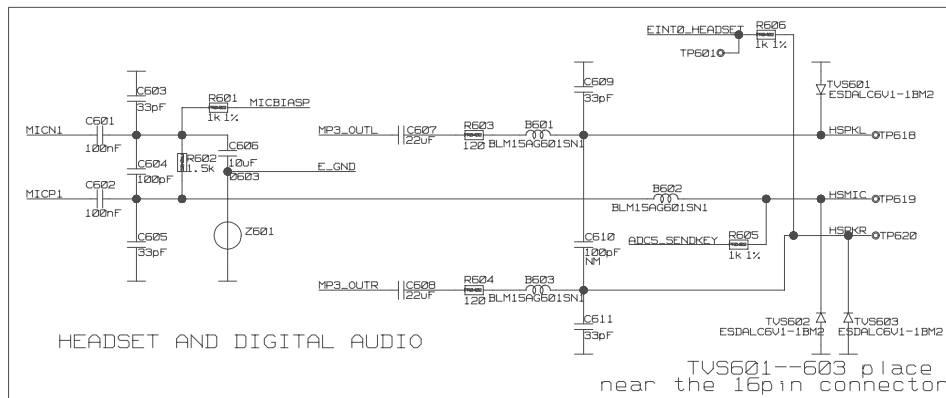 EINT0_HEADSET
R606
1k 1%
TP601
C603
33pF
R601
1k 1%
MICBIASP
C609
33pF
TVS601
ESDALC6V1-1BM2
MICN1
C601
100nF
R602
1.5k
C606
10uF
0603
MP3_OUTL
C607
22uF
R603
120
B601
BLM15AG601SN1
HSPKL
TP618
C604
100pF
E_GND
MICP1
C602
100nF
B602
BLM15AG601SN1
HSMIC
TP619
C605
33pF
Z601
C610
100pF
NM
ADC5_SENDKEY
R605
1k 1%
HSPKR
TP620
MP3_OUTR
C608
22uF
R604
120
B603
BLM15AG601SN1
C611
33pF
TVS602
ESDALC6V1-1BM2
TVS603
ESDALC6V1-1BM2
HEADSET AND DIGITAL AUDIO
TVS601--603 place
near the 16pin connector